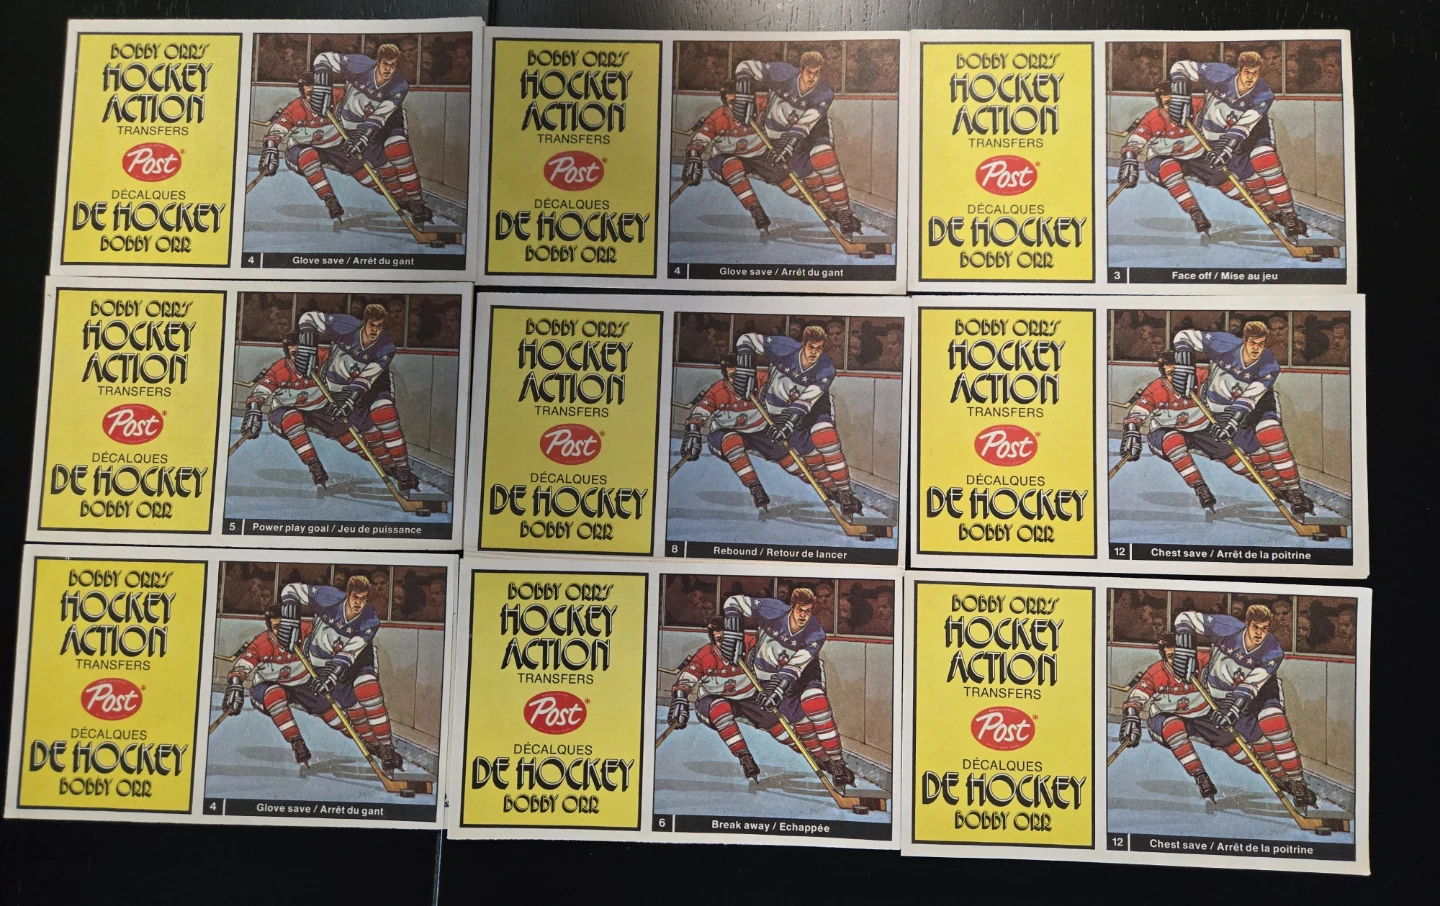 BOBBY ORR'S
HOCKEY
ACTION
TRANSFERS
Post*
DÉCALQUES
DE HOCKEY
BOBBY ORR
4 Glove save / Arrêt du gant
BOBBY ORR'S
HOCKEY
ACTION
TRANSFERS
Post*
DÉCALQUES
DE HOCKEY
BOBBY ORR
4 Glove save / Arrêt du gant
BOBBY ORR'S
HOCKEY
ACTION
TRANSFERS
Post*
DÉCALQUES
DE HOCKEY
BOBBY ORR
3 Face off / Mise au jeu
BOBBY ORR'S
HOCKEY
ACTION
TRANSFERS
Post*
DÉCALQUES
DE HOCKEY
BOBBY ORR
5 Power play goal / Jeu de puissance
BOBBY ORR'S
HOCKEY
ACTION
TRANSFERS
Post*
DÉCALQUES
DE HOCKEY
BOBBY ORR
8 Rebound / Retour de lancer
BOBBY ORR'S
HOCKEY
ACTION
TRANSFERS
Post*
DÉCALQUES
DE HOCKEY
BOBBY ORR
12 Chest save / Arrêt de la poitrine
BOBBY ORR'S
HOCKEY
ACTION
TRANSFERS
Post*
DÉCALQUES
DE HOCKEY
BOBBY ORR
4 Glove save / Arrêt du gant
BOBBY ORR'S
HOCKEY
ACTION
TRANSFERS
Post*
DÉCALQUES
DE HOCKEY
BOBBY ORR
6 Break away / Echappée
BOBBY ORR'S
HOCKEY
ACTION
TRANSFERS
Post*
DÉCALQUES
DE HOCKEY
BOBBY ORR
12 Chest save / Arrêt de la poitrine